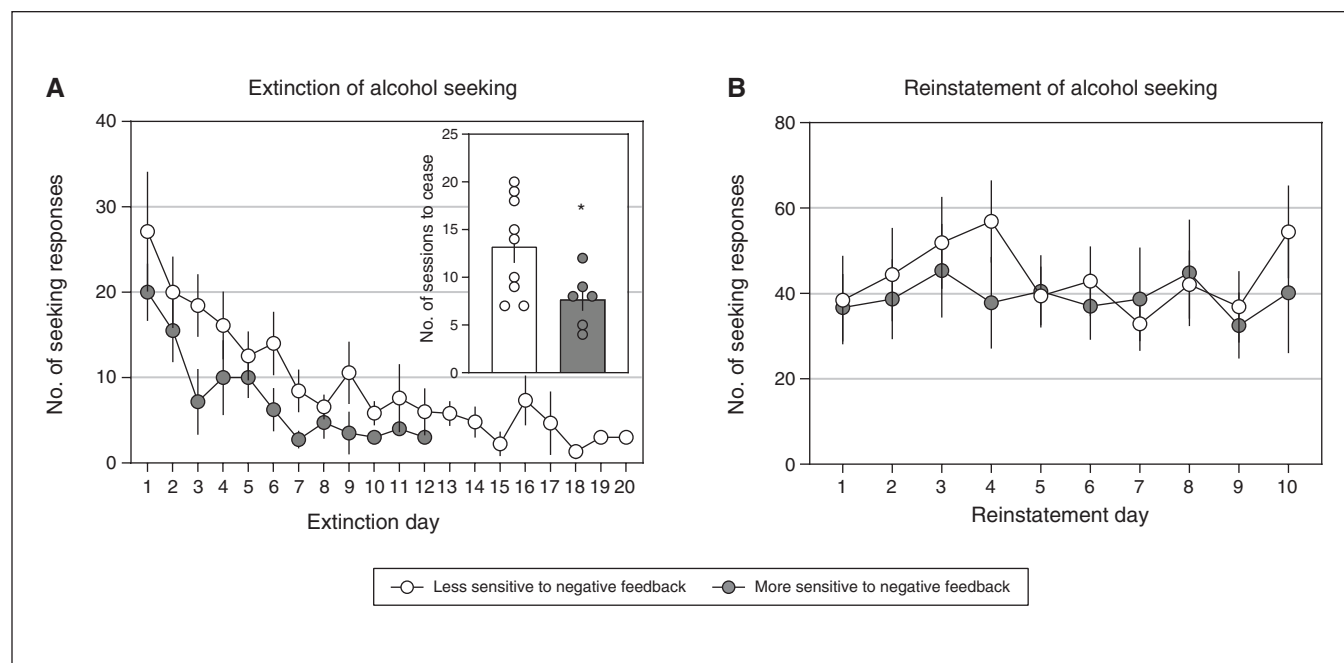 A Extinction of alcohol seeking
No. of seeking responses
40
30
20
10
0
1 2 3 4 5 6 7 8 9 10 11 12 13 14 15 16 17 18 19 20
Extinction day
No. of sessions to cease
25
20
15
10
5
0
*
B Reinstatement of alcohol seeking
No. of seeking responses
80
60
40
20
0
1 2 3 4 5 6 7 8 9 10
Reinstatement day
Less sensitive to negative feedback More sensitive to negative feedback